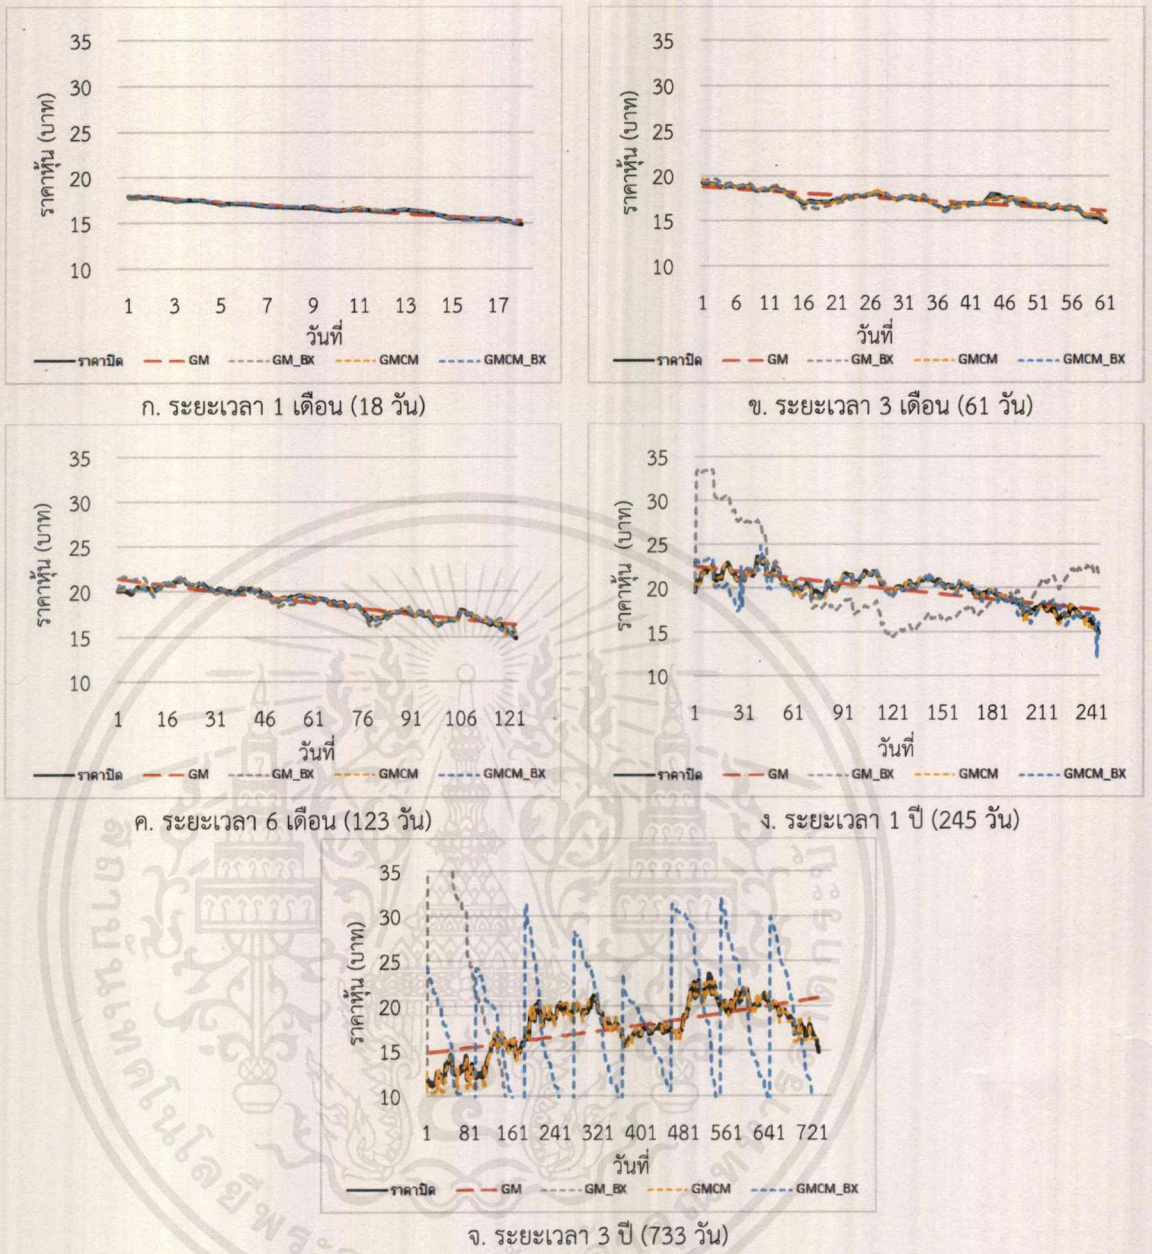 35
30
25
20
15
10
ราคาหุ้น (บาท)
1 3 5 7 9 11 13 15 17
วันที่
ราคาปิด GM GM_BX GMCM GMCM_BX
ก. ระยะเวลา 1 เดือน (18 วัน)
35
30
25
20
15
10
ราคาหุ้น (บาท)
1 6 11 16 21 26 31 36 41 46 51 56 61
วันที่
ราคาปิด GM GM_BX GMCM GMCM_BX
ข. ระยะเวลา 3 เดือน (61 วัน)
35
30
25
20
15
10
ราคาหุ้น (บาท)
1 16 31 46 61 76 91 106 121
วันที่
ราคาปิด GM GM_BX GMCM GMCM_BX
ค. ระยะเวลา 6 เดือน (123 วัน)
35
30
25
20
15
10
ราคาหุ้น (บาท)
1 31 61 91 121 151 181 211 241
วันที่
ราคาปิด GM GM_BX GMCM GMCM_BX
ง. ระยะเวลา 1 ปี (245 วัน)
35
30
25
20
15
10
ราคาหุ้น (บาท)
1 81 161 241 321 401 481 561 641 721
วันที่
ราคาปิด GM GM_BX GMCM GMCM_BX
จ. ระยะเวลา 3 ปี (733 วัน)